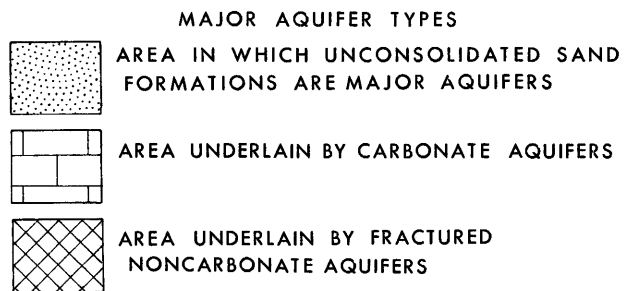 MAJOR AQUIFER TYPES
AREA IN WHICH UNCONSOLIDATED SAND
FORMATIONS ARE MAJOR AQUIFERS
AREA UNDERLAIN BY CARBONATE AQUIFERS
AREA UNDERLAIN BY FRACTURED
NONCARBONATE AQUIFERS